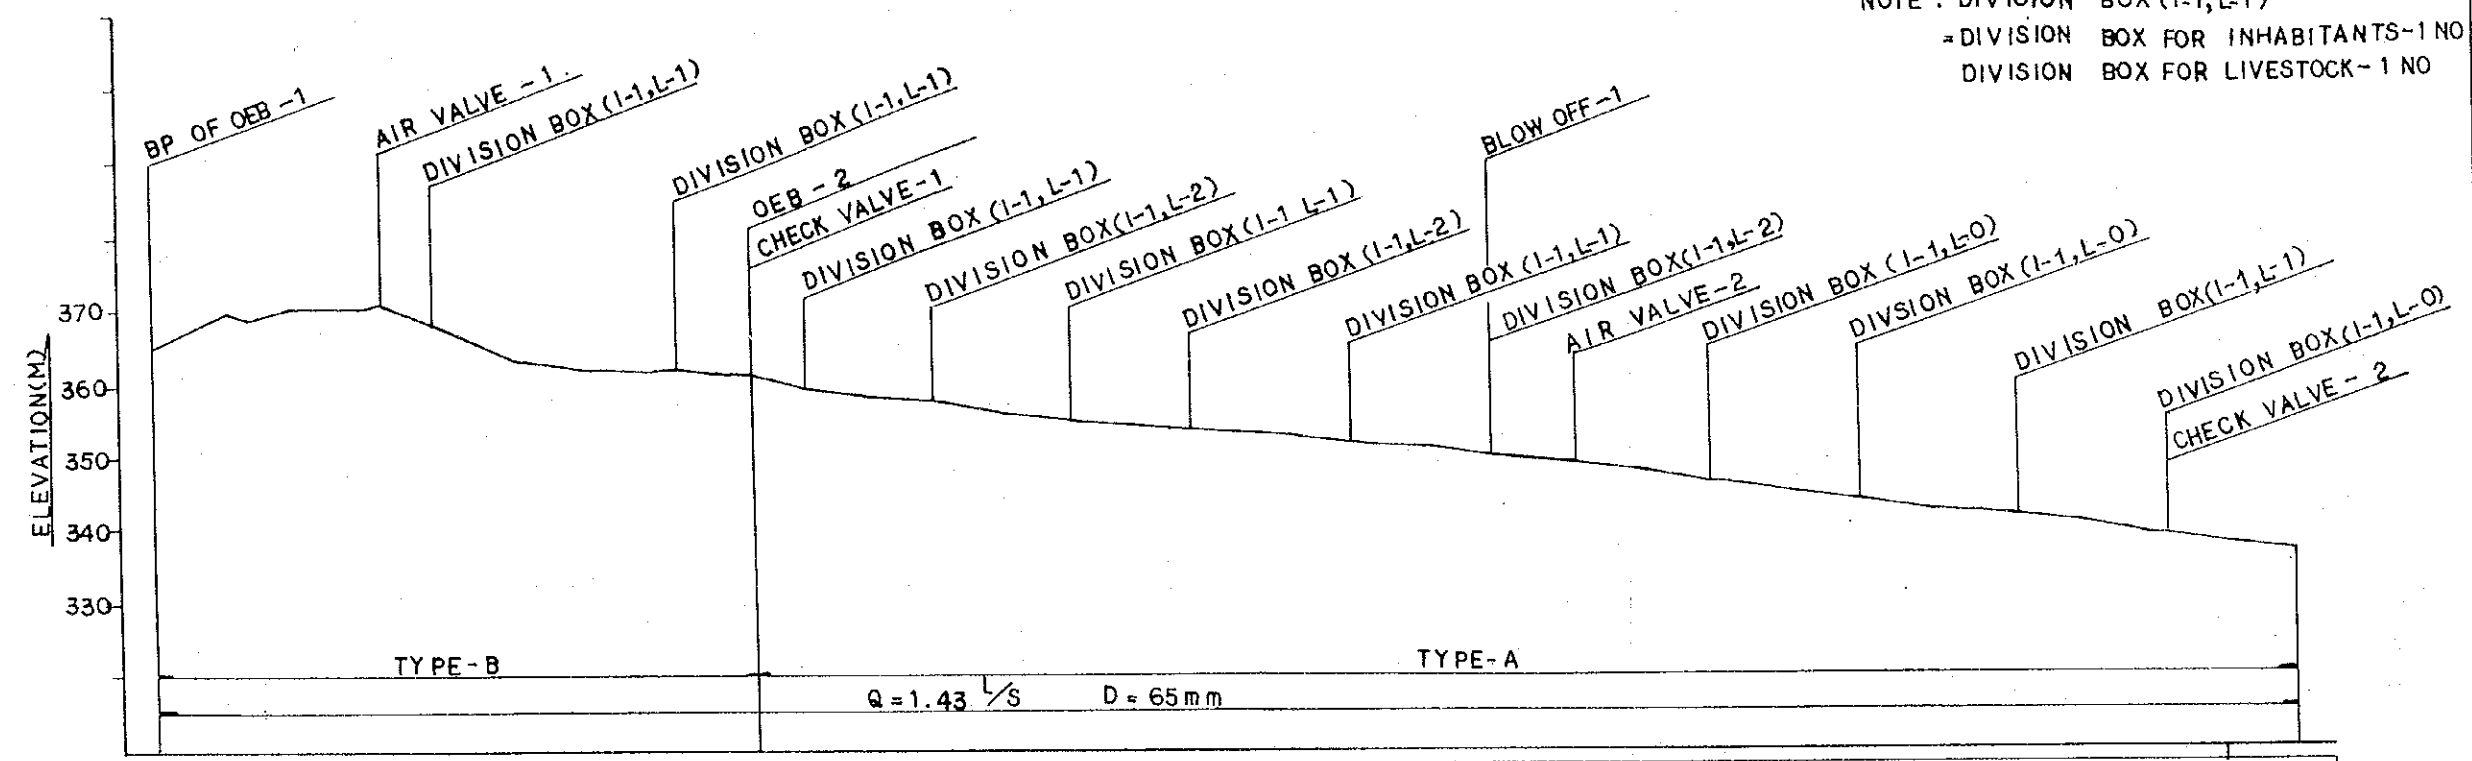 NOTE : DIVISION BOX (I-1, L-1)
=DIVISION BOX FOR INHABITANTS-1 NO
DIVISION BOX FOR LIVESTOCK- 1 NO
BP OF OEB -1
AIR VALVE -1
DIVISION BOX (I-1,L-1)
DIVISION BOX (I-1,L-1)
OEB - 2
CHECK VALVE-1
DIVISION BOX (I-1, L-1)
DIVISION BOX(I-1,L-2)
DIVISION BOX(I-1 L-1)
DIVISION BOX (I-1,L-2)
DIVISION BOX (I-1,L-1)
BLOW OFF-1
DIVISION BOX(I-1,L-2)
AIR VALVE-2
DIVISION BOX (I-1,L-0)
DIVSION BOX(I-1,L-0)
DIVISION BOX(I-1,L-1)
DIVISION BOX(I-1,L-0)
CHECK VALVE - 2
ELEVATION(M)
370
360
350
340
330
TYPE-B
TYPE-A
Q = 1.43 L/S D = 65 mm